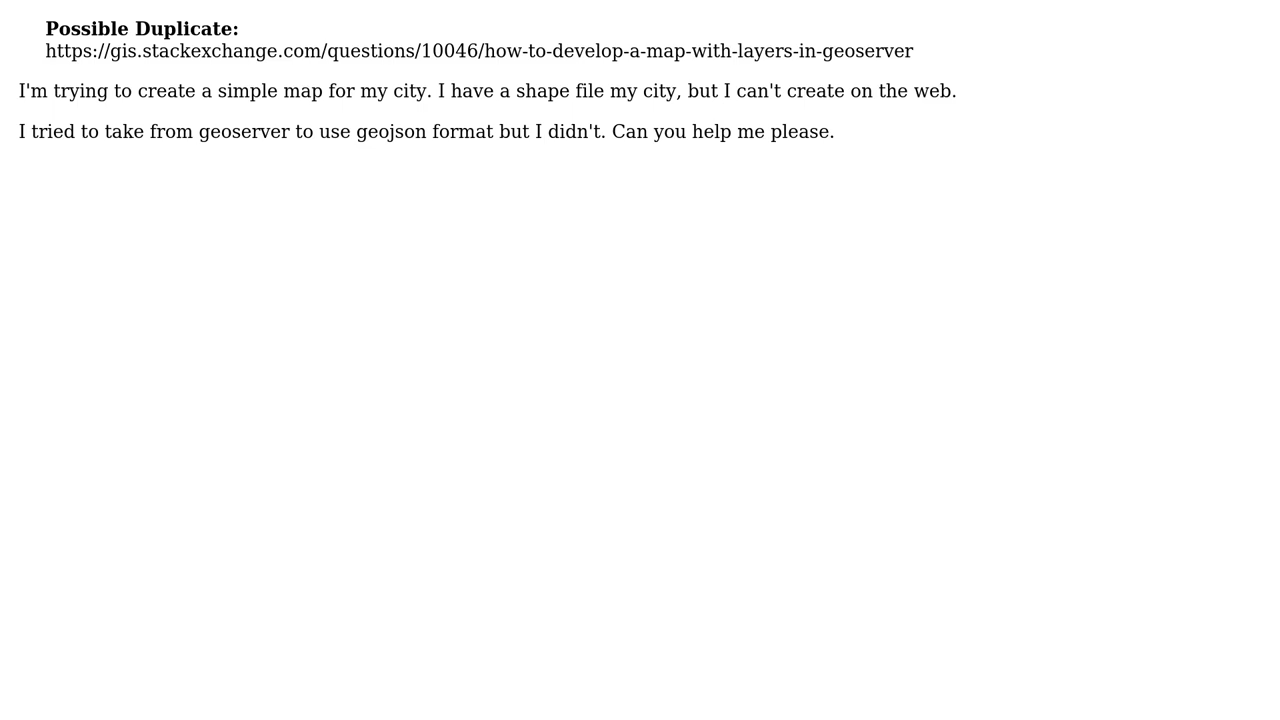 Possible Duplicate:
https://gis.stackexchange.com/questions/10046/how-to-develop-a-map-with-layers-in-geoserver
I'm trying to create a simple map for my city. I have a shape file my city, but I can't create on the web.
I tried to take from geoserver to use geojson format but I didn't. Can you help me please.